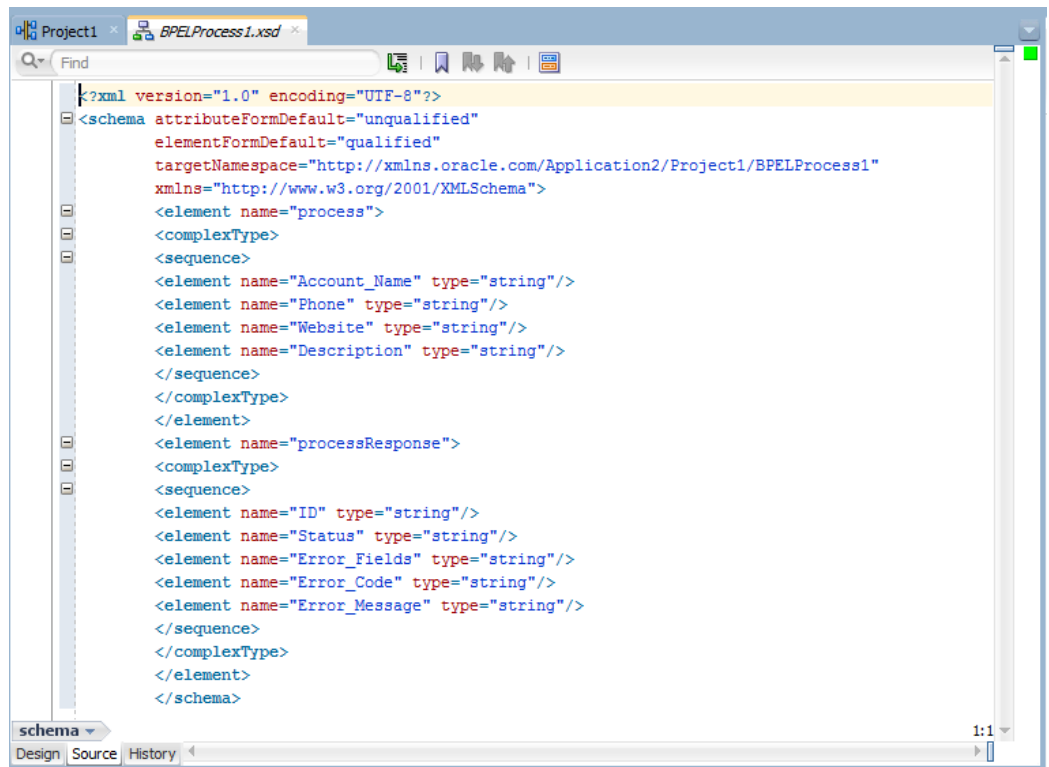 Project1 BPELProcess1.xsd
Find
<?xml version="1.0" encoding="UTF-8"?>
<schema attributeFormDefault="unqualified"
elementFormDefault="qualified"
targetNamespace="http://xmlns.oracle.com/Application2/Project1/BPELProcess1"
xmlns="http://www.w3.org/2001/XMLSchema">
<element name="process">
<complexType>
<sequence>
<element name="Account_Name" type="string"/>
<element name="Phone" type="string"/>
<element name="Website" type="string"/>
<element name="Description" type="string"/>
</sequence>
</complexType>
</element>
<element name="processResponse">
<complexType>
<sequence>
<element name="ID" type="string"/>
<element name="Status" type="string"/>
<element name="Error_Fields" type="string"/>
<element name="Error_Code" type="string"/>
<element name="Error_Message" type="string"/>
</sequence>
</complexType>
</element>
</schema>
schema 1:1
Design Source History